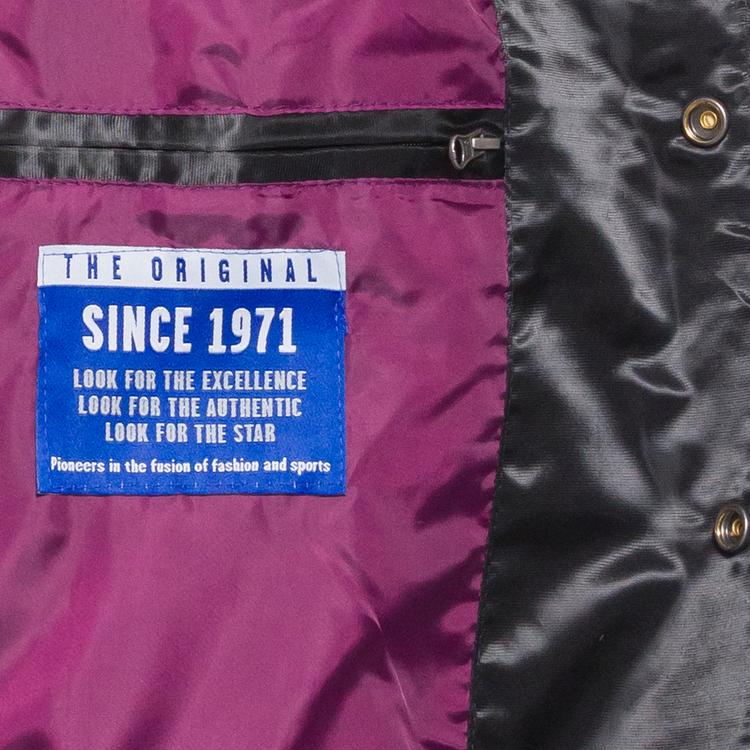 THE ORIGINAL
SINCE 1971
LOOK FOR THE EXCELLENCE
LOOK FOR THE AUTHENTIC
LOOK FOR THE STAR
Pioneers in the fusion of fashion and sports